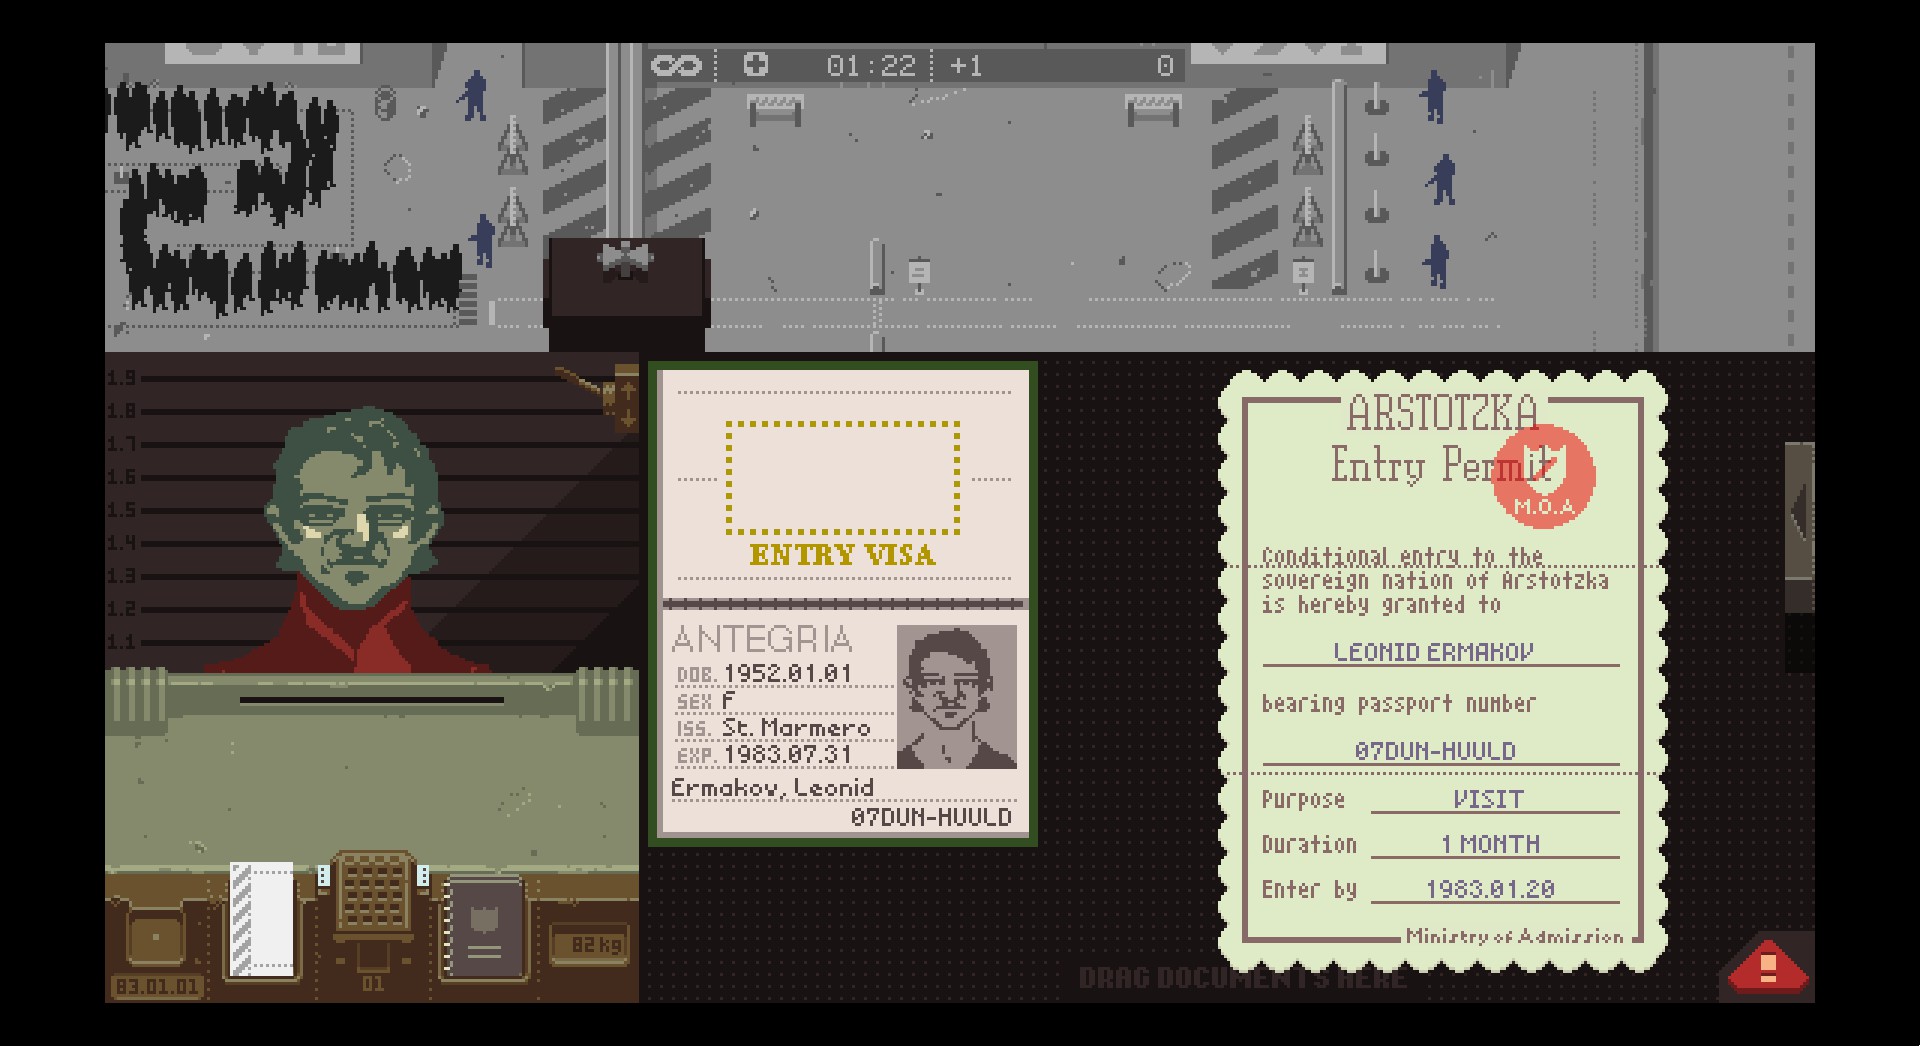 01:22
+1
0
1.9
1.8
1.7
1.6
1.5
1.4
1.3
1.2
1.1
ENTRY VISA
ANTEGRIA
DOB. 1952.01.01
SEX F
ISS. St. Marmero
EXP. 1983.07.31
Ermakov, Leonid
07DUN-HUULD
ARSTOTZKA
Entry Permit
M.O.A
Conditional entry to the
sovereign nation of Arstotzka
is hereby granted to
LEONID ERMAKOV
bearing passport number
07DUN-HUULD
Purpose VISIT
Duration 1 MONTH
Enter by 1983.01.20
Ministry of Admission
82kg
83.01.01
01
DRAG DOCUMENTS HERE